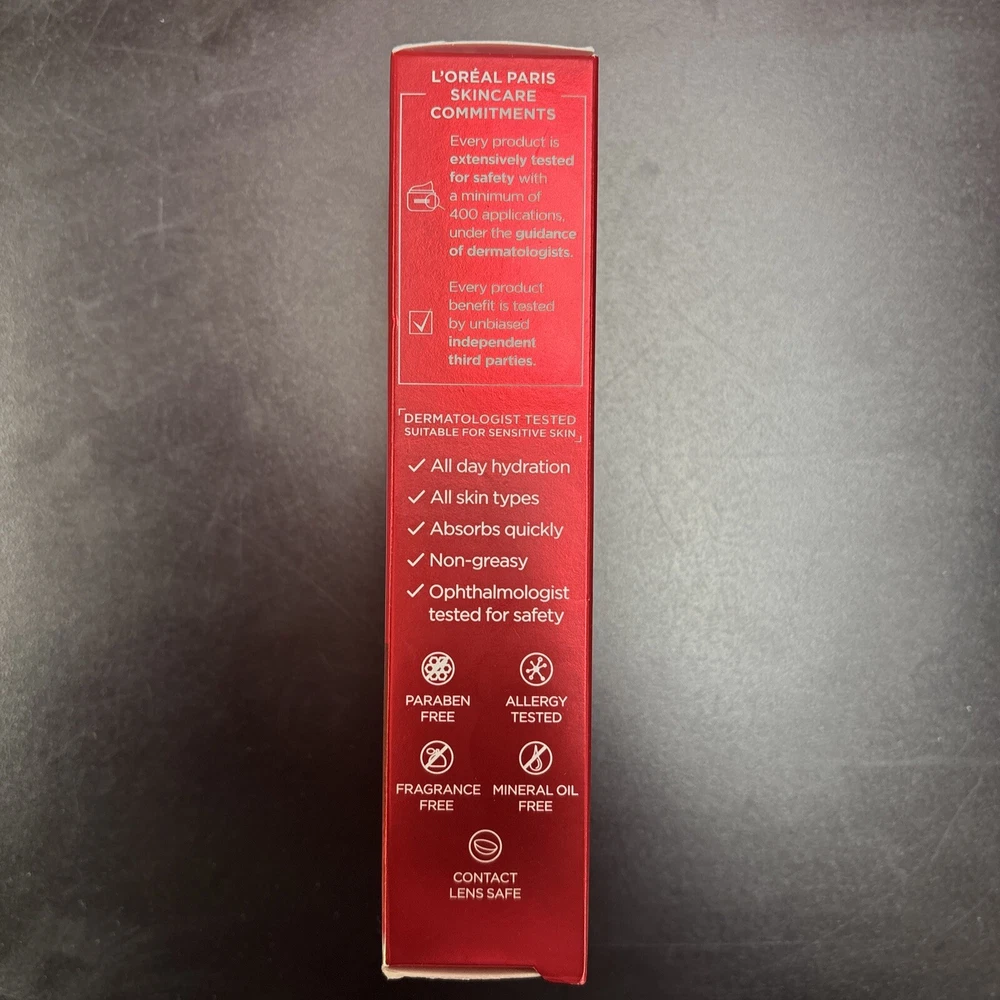 L'ORÉAL PARIS
SKINCARE
COMMITMENTS
Every product is
extensively tested
for safety with
a minimum of
400 applications,
under the guidance
of dermatologists.
Every product
benefit is tested
by unbiased
independent
third parties.
DERMATOLOGIST TESTED
SUITABLE FOR SENSITIVE SKIN
All day hydration
All skin types
Absorbs quickly
Non-greasy
Ophthalmologist
tested for safety
PARABEN
FREE
ALLERGY
TESTED
FRAGRANCE
FREE
MINERAL OIL
FREE
CONTACT
LENS SAFE